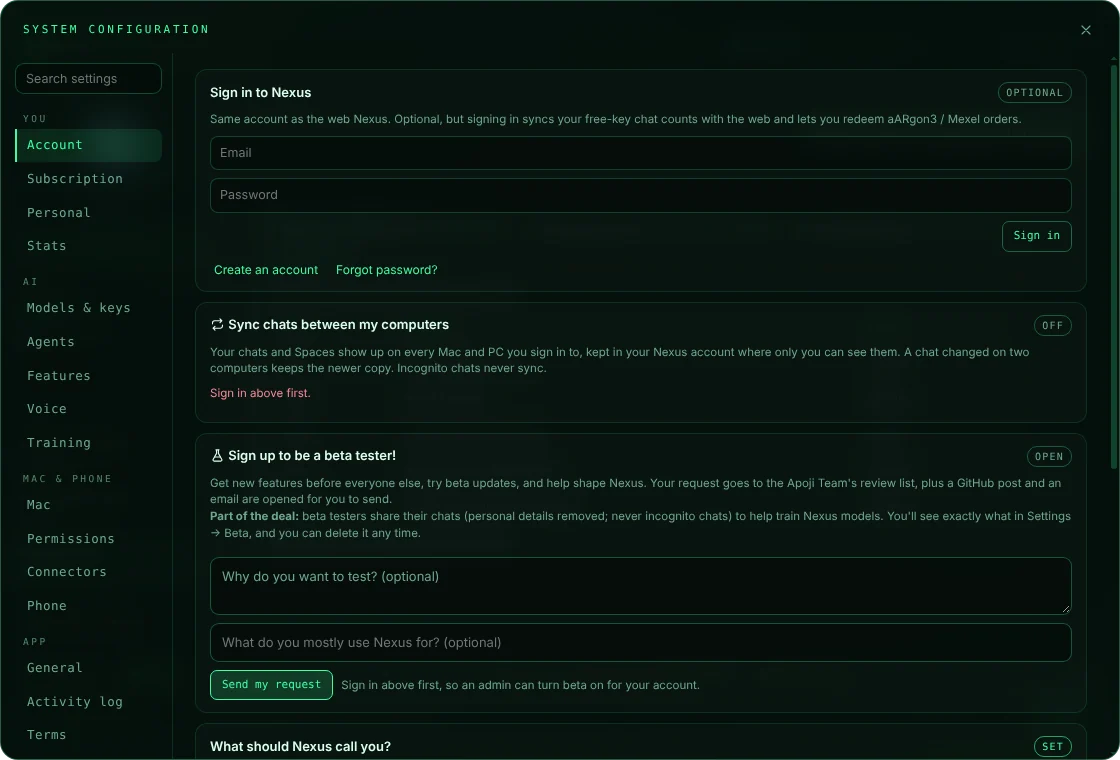 SYSTEM CONFIGURATION
Search settings
YOU
Account
Subscription
Personal
Stats
AI
Models & keys
Agents
Features
Voice
Training
MAC & PHONE
Mac
Permissions
Connectors
Phone
APP
General
Activity log
Terms
Sign in to Nexus
OPTIONAL
Same account as the web Nexus. Optional, but signing in syncs your free-key chat counts with the web and lets you redeem aARgon3 / Mexel orders.
Email
Password
Sign in
Create an account Forgot password?
Sync chats between my computers
OFF
Your chats and Spaces show up on every Mac and PC you sign in to, kept in your Nexus account where only you can see them. A chat changed on two
computers keeps the newer copy. Incognito chats never sync.
Sign in above first.
Sign up to be a beta tester!
OPEN
Get new features before everyone else, try beta updates, and help shape Nexus. Your request goes to the Apoji Team's review list, plus a GitHub post and an
email are opened for you to send.
Part of the deal: beta testers share their chats (personal details removed; never incognito chats) to help train Nexus models. You'll see exactly what in Settings
→ Beta, and you can delete it any time.
Why do you want to test? (optional)
What do you mostly use Nexus for? (optional)
Send my request
Sign in above first, so an admin can turn beta on for your account.
What should Nexus call you?
SET